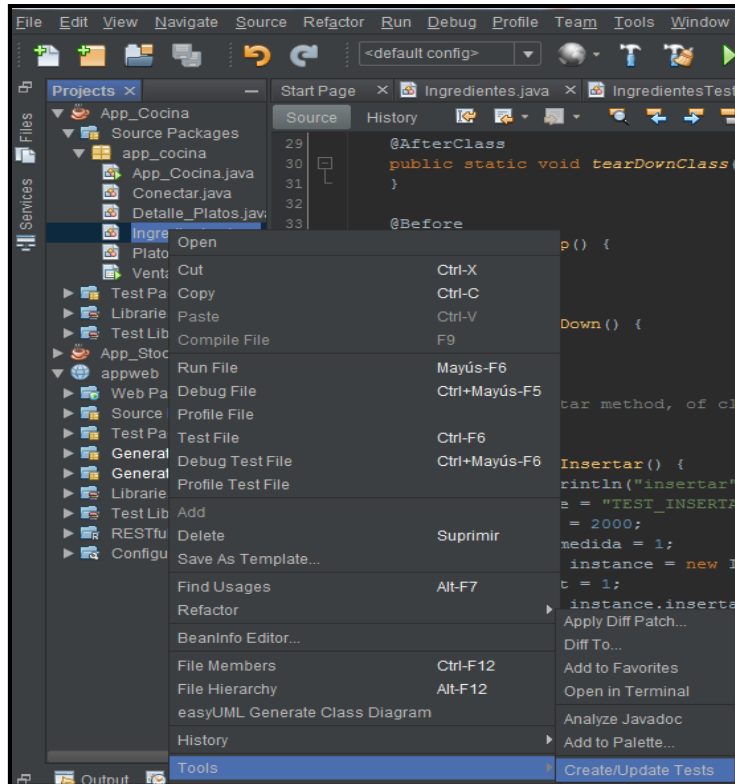 File Edit View Navigate Source Refactor Run Debug Profile Team Tools Window
<default config>
Projects
Start Page
Ingredientes.java
IngredientesTest
Files
Services
App_Cocina
Source Packages
app_cocina
App_Cocina.java
Conectar.java
Detalle_Platos.jav
Ingre
Plato
Venta
Test Pa
Librarie
Test Lib
App_Stoc
appweb
Web Pa
Source
Test Pa
Generat
Generat
Librarie
Test Lib
RESTfu
Configu
Source History
29 @AfterClass
30 public static void tearDownClass(
31 }
32
33 @Before
p() {
Down() {
tar method, of cl
Insertar() {
rintln("insertar"
e = "TEST_INSERTA
= 2000;
medida = 1;
instance = new I
t = 1;
instance.inserta
Open
Cut Ctrl-X
Copy Ctrl-C
Paste Ctrl-V
Compile File F9
Run File Mayús-F6
Debug File Ctrl+Mayús-F5
Profile File
Test File Ctrl-F6
Debug Test File Ctrl+Mayús-F6
Profile Test File
Add
Delete Suprimir
Save As Template...
Find Usages Alt-F7
Refactor
BeanInfo Editor...
File Members Ctrl-F12
File Hierarchy Alt-F12
easyUML Generate Class Diagram
History
Tools
Apply Diff Patch...
Diff To...
Add to Favorites
Open in Terminal
Analyze Javadoc
Add to Palette...
Create/Update Tests
Output